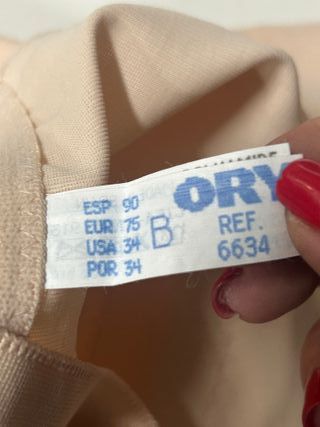 ORY
ESP 90
EUR 75
USA 34
POR 34
B
REF.
6634